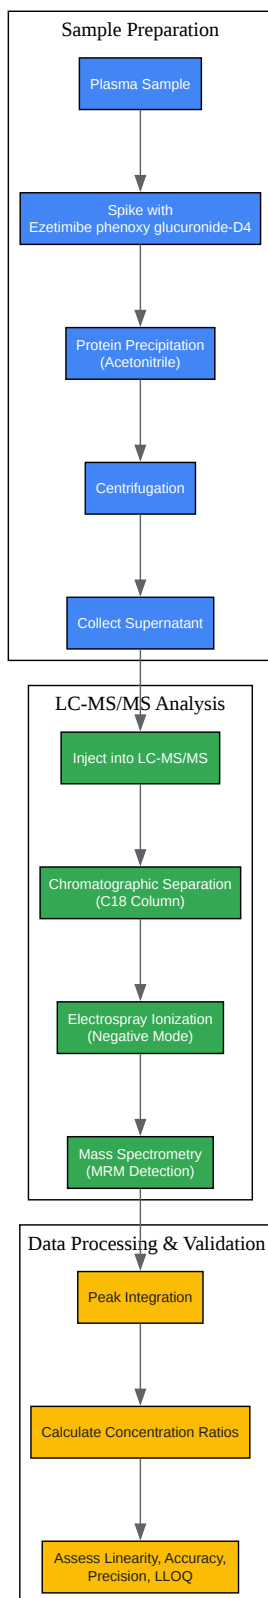 Sample Preparation
Plasma Sample
Spike with
Ezetimibe phenoxy glucuronide-D4
Protein Precipitation
(Acetonitrile)
Centrifugation
Collect Supernatant
LC-MS/MS Analysis
Inject into LC-MS/MS
Chromatographic Separation
(C18 Column)
Electrospray Ionization
(Negative Mode)
Mass Spectrometry
(MRM Detection)
Data Processing & Validation
Peak Integration
Calculate Concentration Ratios
Assess Linearity, Accuracy,
Precision, LLOQ